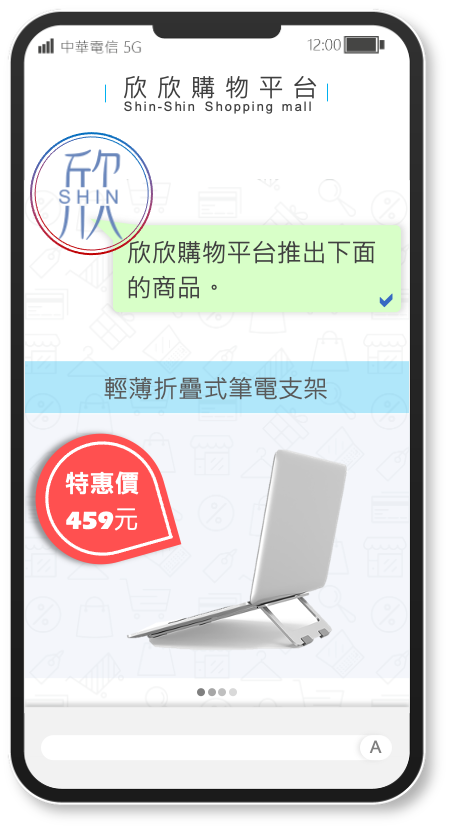 中華電信 5G 12:00
欣欣購物平台
Shin-Shin Shopping mall
欣
SHIN
欣欣購物平台推出下面
的商品。
輕薄折疊式筆電支架
特惠價
459元
A